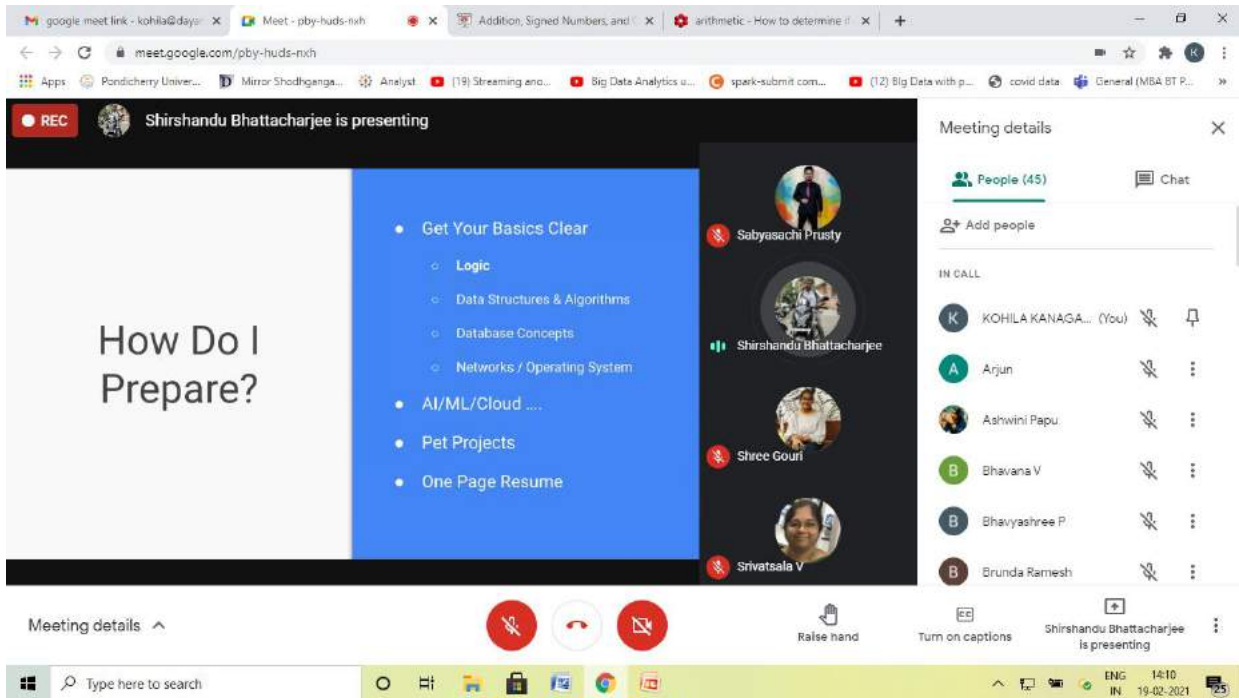 google meet link - kohila@daya
Meet - pby-huds-nxh
Addition, Signed Numbers, and
arithmetic - How to determine if
meet.google.com/pby-huds-nxh
K
Apps
Pondicherry Univer...
Mirror Shodhganga...
Analyst
(19) Streaming ano...
Big Data Analytics u...
spark-submit com...
(12) BIg Data with p...
covid data
General (MBA BT P...
REC
Shirshandu Bhattacharjee is presenting
How Do I
Prepare?
● Get Your Basics Clear
○ Logic
○ Data Structures & Algorithms
○ Database Concepts
○ Networks / Operating System
● AI/ML/Cloud ....
● Pet Projects
● One Page Resume
Sabyasachi Prusty
Shirshandu Bhattacharjee
Shree Gouri
Srivatsala V
Meeting details
People (45)
Chat
Add people
IN CALL
K KOHILA KANAGA... (You)
A Arjun
Ashwini Papu
B Bhavana V
B Bhavyashree P
B Brunda Ramesh
Meeting details
Raise hand
CC
Turn on captions
Shirshandu Bhattacharjee
is presenting
Type here to search
ENG
IN
14:10
19-02-2021
25